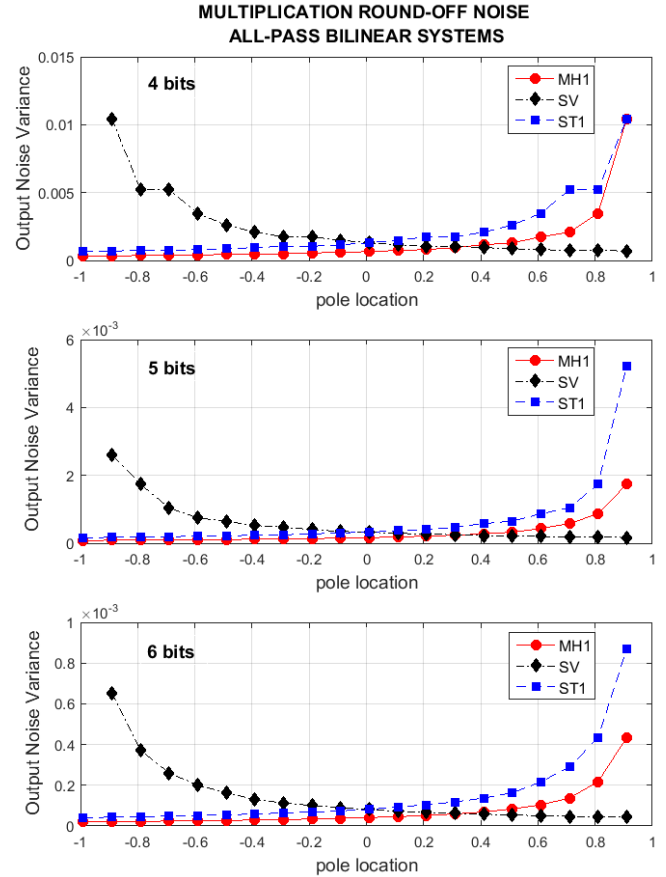 MULTIPLICATION ROUND-OFF NOISE
ALL-PASS BILINEAR SYSTEMS
4 bits
MH1
SV
ST1
Output Noise Variance
0.015
0.01
0.005
0
-1 -0.8 -0.6 -0.4 -0.2 0 0.2 0.4 0.6 0.8 1
pole location
×10⁻³
5 bits
MH1
SV
ST1
Output Noise Variance
6
4
2
0
-1 -0.8 -0.6 -0.4 -0.2 0 0.2 0.4 0.6 0.8 1
pole location
×10⁻³
6 bits
MH1
SV
ST1
Output Noise Variance
1
0.8
0.6
0.4
0.2
0
-1 -0.8 -0.6 -0.4 -0.2 0 0.2 0.4 0.6 0.8 1
pole location